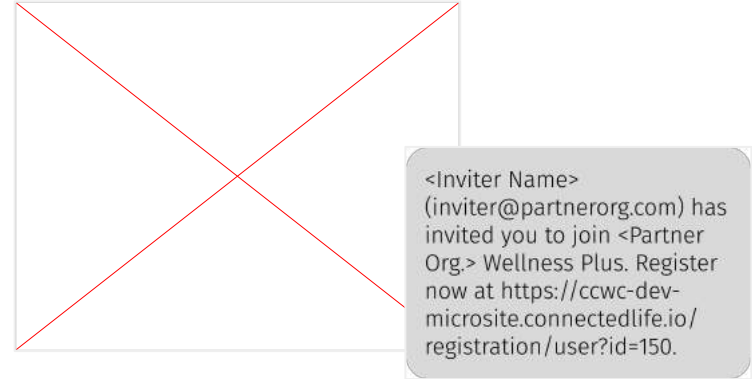 <Inviter Name>
(inviter@partnerorg.com) has
invited you to join <Partner
Org.> Wellness Plus. Register
now at https://ccwc-dev-
microsite.connectedlife.io/
registration/user?id=150.